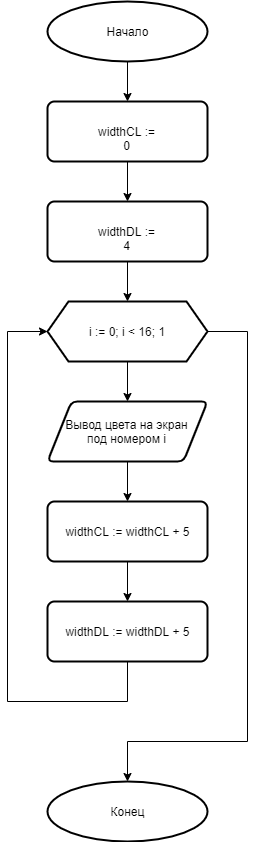 Начало
widthCL :=
0
widthDL :=
4
i := 0; i < 16; 1
Вывод цвета на экран
под номером i
widthCL := widthCL + 5
widthDL := widthDL + 5
Конец